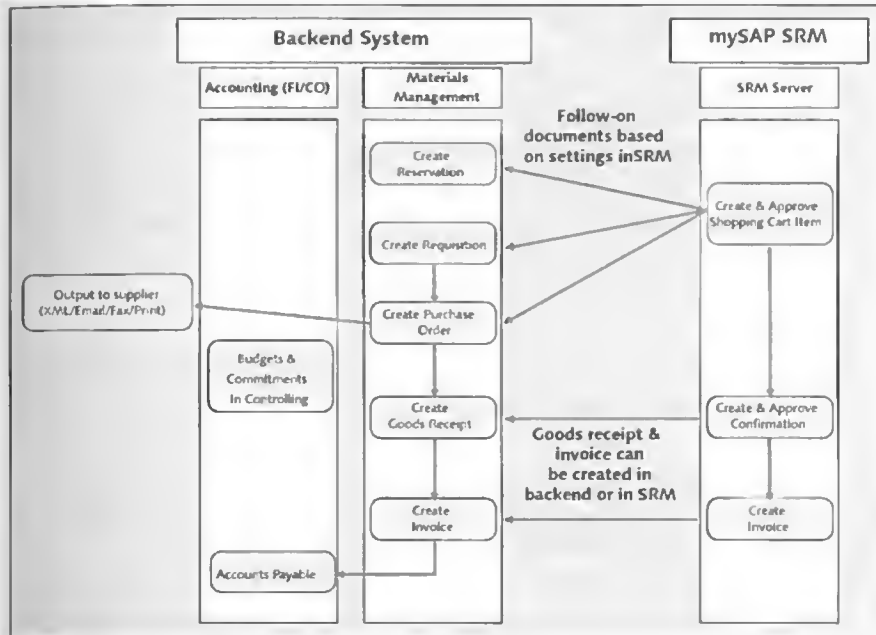 Backend System
mySAP SRM
Accounting (FI/CO)
Materials
Management
SRM Server
Follow-on
documents based
on settings inSRM
Create
Reservation
Create & Approve
Shopping Cart Item
Create Requisition
Output to supplier
(XML/Email/Fax/Print)
Create Purchase
Order
Budgets &
Commitments
In Controlling
Create
Goods Receipt
Create & Approve
Confirmation
Goods receipt &
invoice can
be created in
backend or in SRM
Create
Invoice
Create
Invoice
Accounts Payable